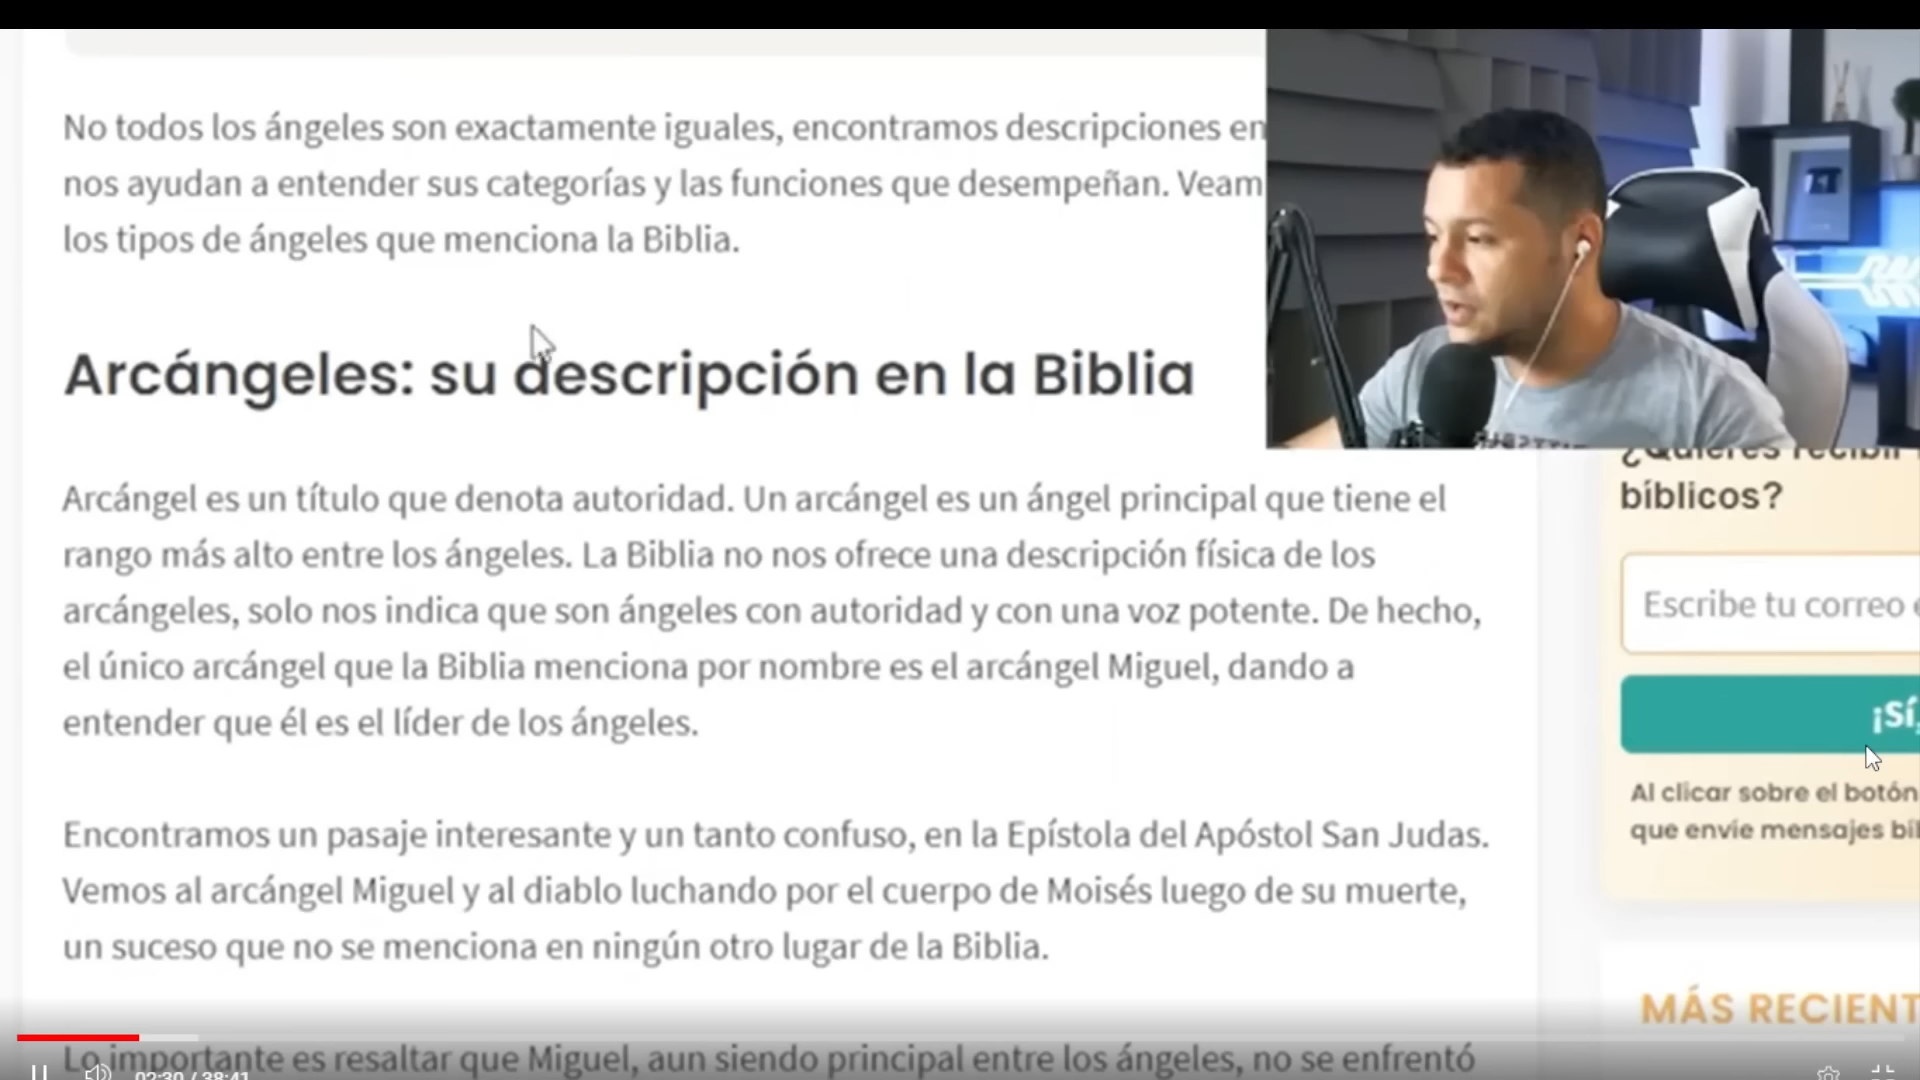 No todos los ángeles son exactamente iguales, encontramos descripciones en
nos ayudan a entender sus categorías y las funciones que desempeñan. Veam
los tipos de ángeles que menciona la Biblia.
Arcángeles: su descripción en la Biblia
Arcángel es un título que denota autoridad. Un arcángel es un ángel principal que tiene el
rango más alto entre los ángeles. La Biblia no nos ofrece una descripción física de los
arcángeles, solo nos indica que son ángeles con autoridad y con una voz potente. De hecho,
el único arcángel que la Biblia menciona por nombre es el arcángel Miguel, dando a
entender que él es el líder de los ángeles.
Encontramos un pasaje interesante y un tanto confuso, en la Epístola del Apóstol San Judas.
Vemos al arcángel Miguel y al diablo luchando por el cuerpo de Moisés luego de su muerte,
un suceso que no se menciona en ningún otro lugar de la Biblia.
Lo importante es resaltar que Miguel, aun siendo principal entre los ángeles, no se enfrentó
¿Quieres recibir
bíblicos?
Escribe tu correo
¡Sí,
Al clicar sobre el botón
que envíe mensajes bíb
MÁS RECIENT
02:30 / 38:41